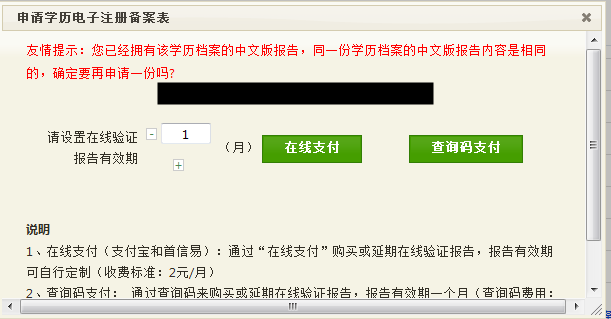 申请学历电子注册备案表
友情提示：您已经拥有该学历档案的中文版报告，同一份学历档案的中文版报告内容是相同
的，确定要再申请一份吗?
请设置在线验证
报告有效期
1
（月）
在线支付
查询码支付
说明
1、在线支付（支付宝和首信易）：通过“在线支付”购买或延期在线验证报告，报告有效期
可自行定制（收费标准：2元/月）
2、查询码支付： 通过查询码来购买或延期在线验证报告，报告有效期一个月（查询码费用：